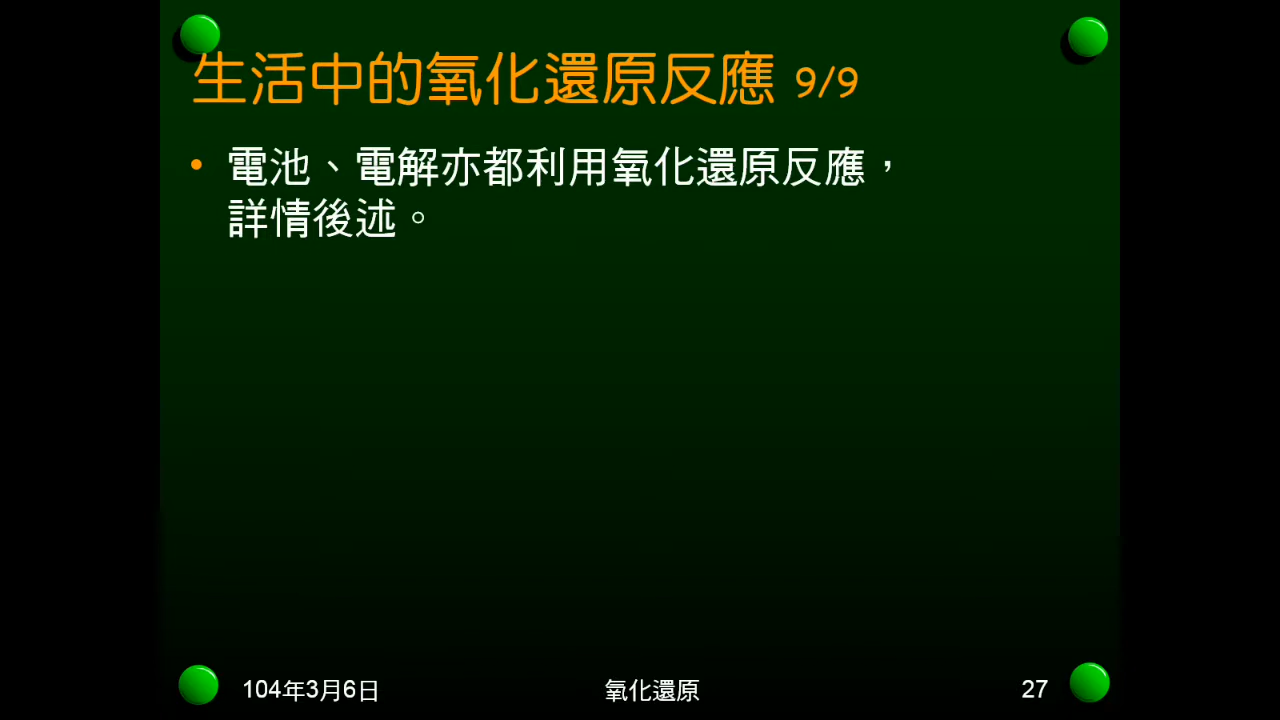 生活中的氧化還原反應 9/9
• 電池、電解亦都利用氧化還原反應，
詳情後述。
104年3月6日
氧化還原
27